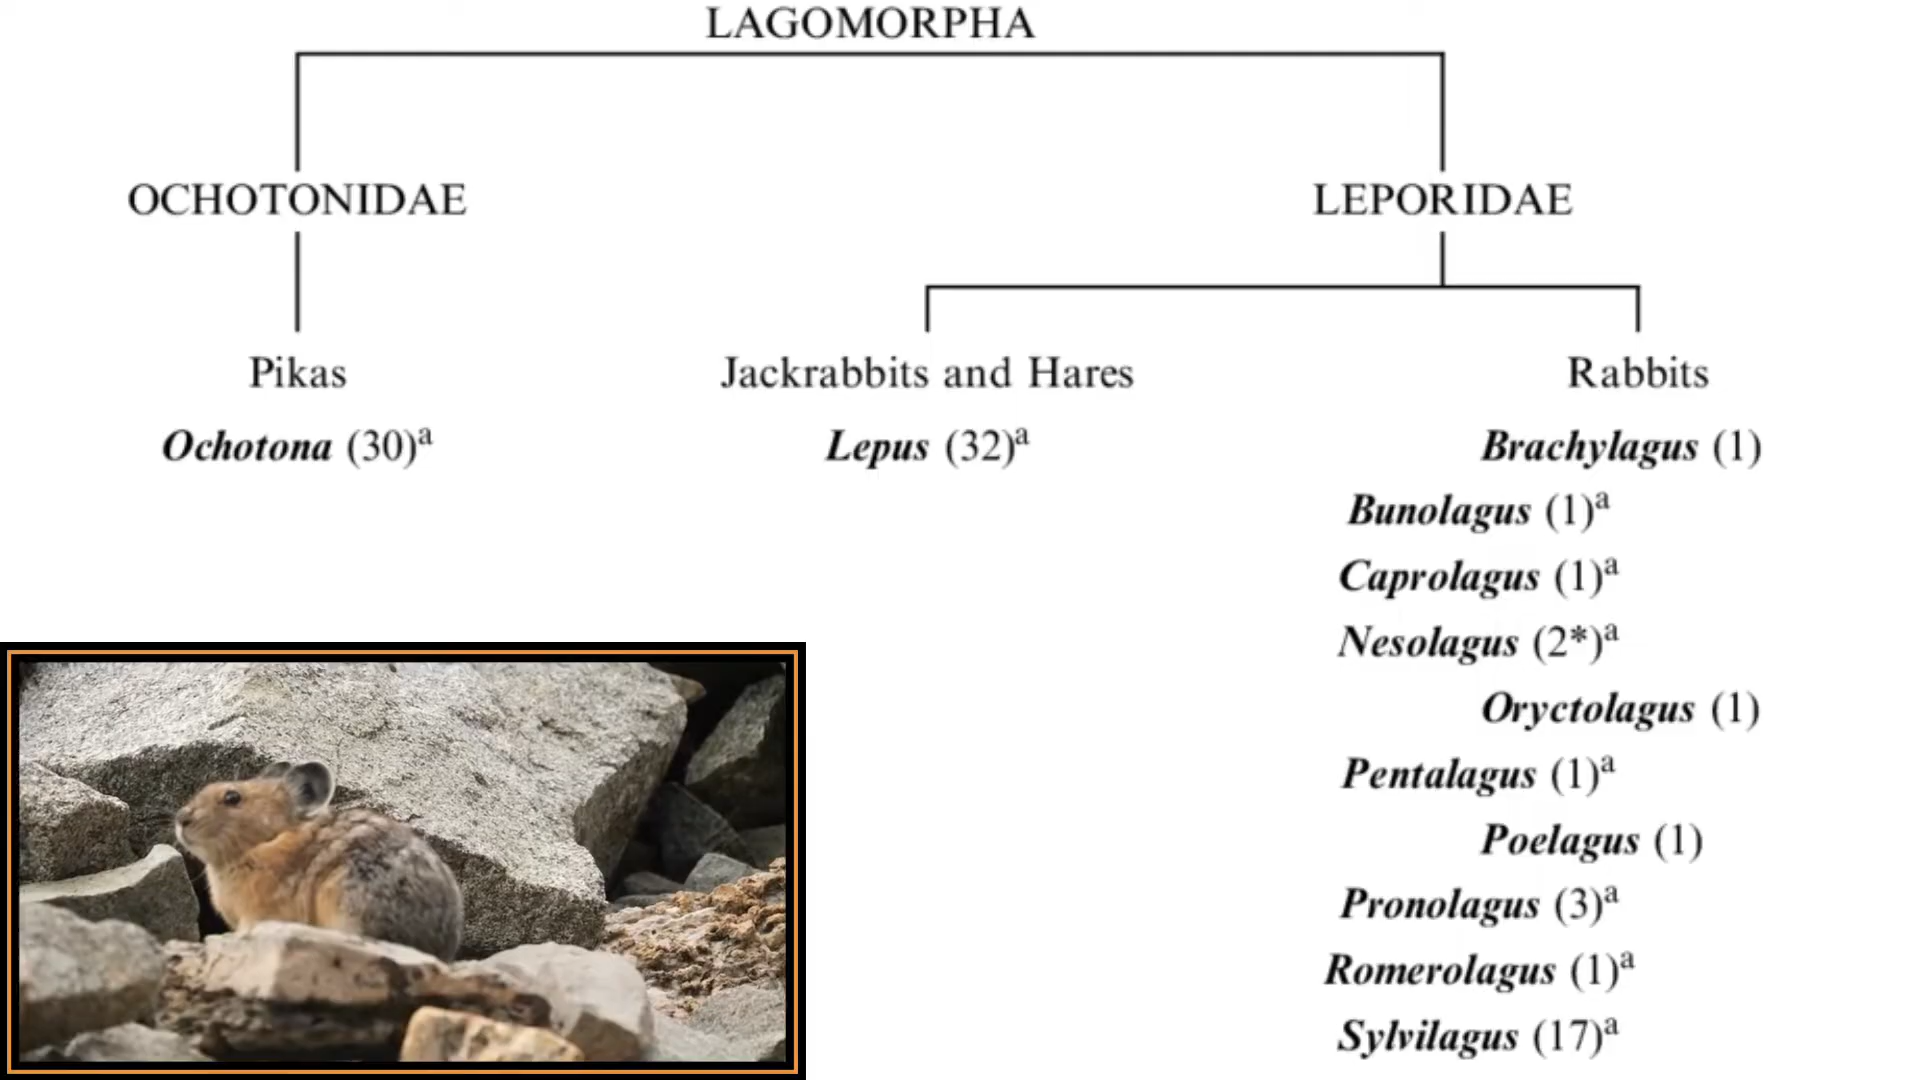 LAGOMORPHA
OCHOTONIDAE
LEPORIDAE
Pikas
Jackrabbits and Hares
Rabbits
Ochotona (30)ᵃ
Lepus (32)ᵃ
Brachylagus (1)
Bunolagus (1)ᵃ
Caprolagus (1)ᵃ
Nesolagus (2*)ᵃ
Oryctolagus (1)
Pentalagus (1)ᵃ
Poelagus (1)
Pronolagus (3)ᵃ
Romerolagus (1)ᵃ
Sylvilagus (17)ᵃ